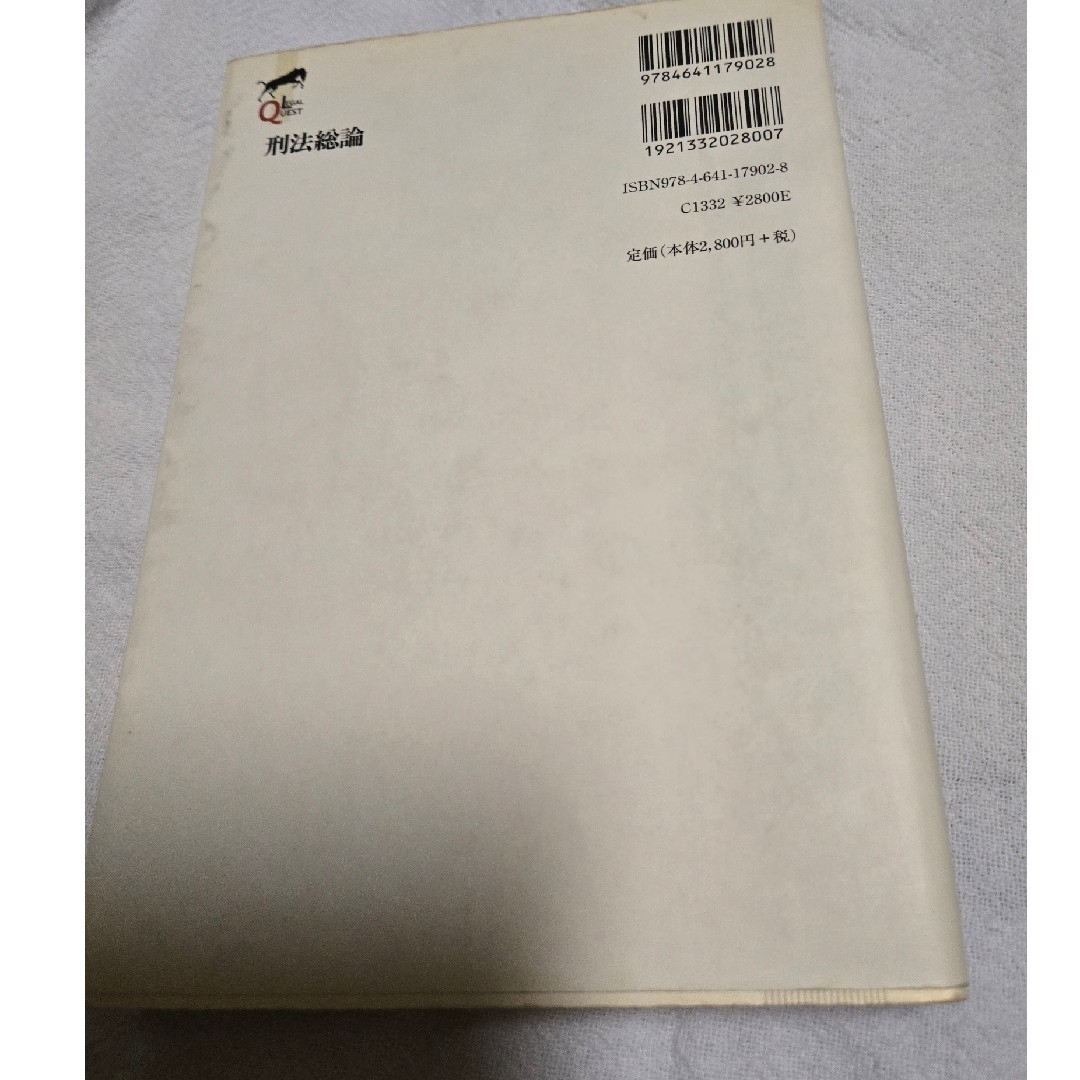 LEGAL
QUEST
刑法総論
9784641179028
1921332028007
ISBN978-4-641-17902-8
C1332 ￥2800E
定価(本体2,800円+税)